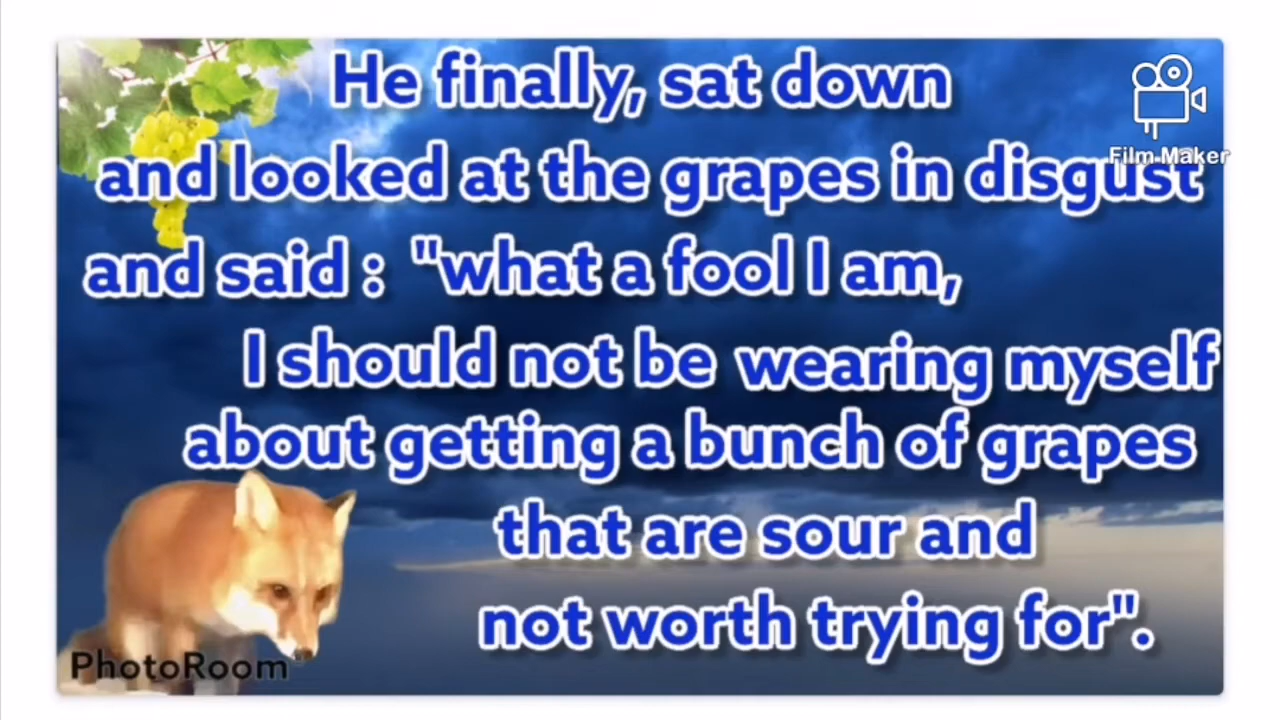 He finally, sat down
Film Maker
and looked at the grapes in disgust
and said : "what a fool I am,
I should not be wearing myself
about getting a bunch of grapes
that are sour and
not worth trying for".
PhotoRoom